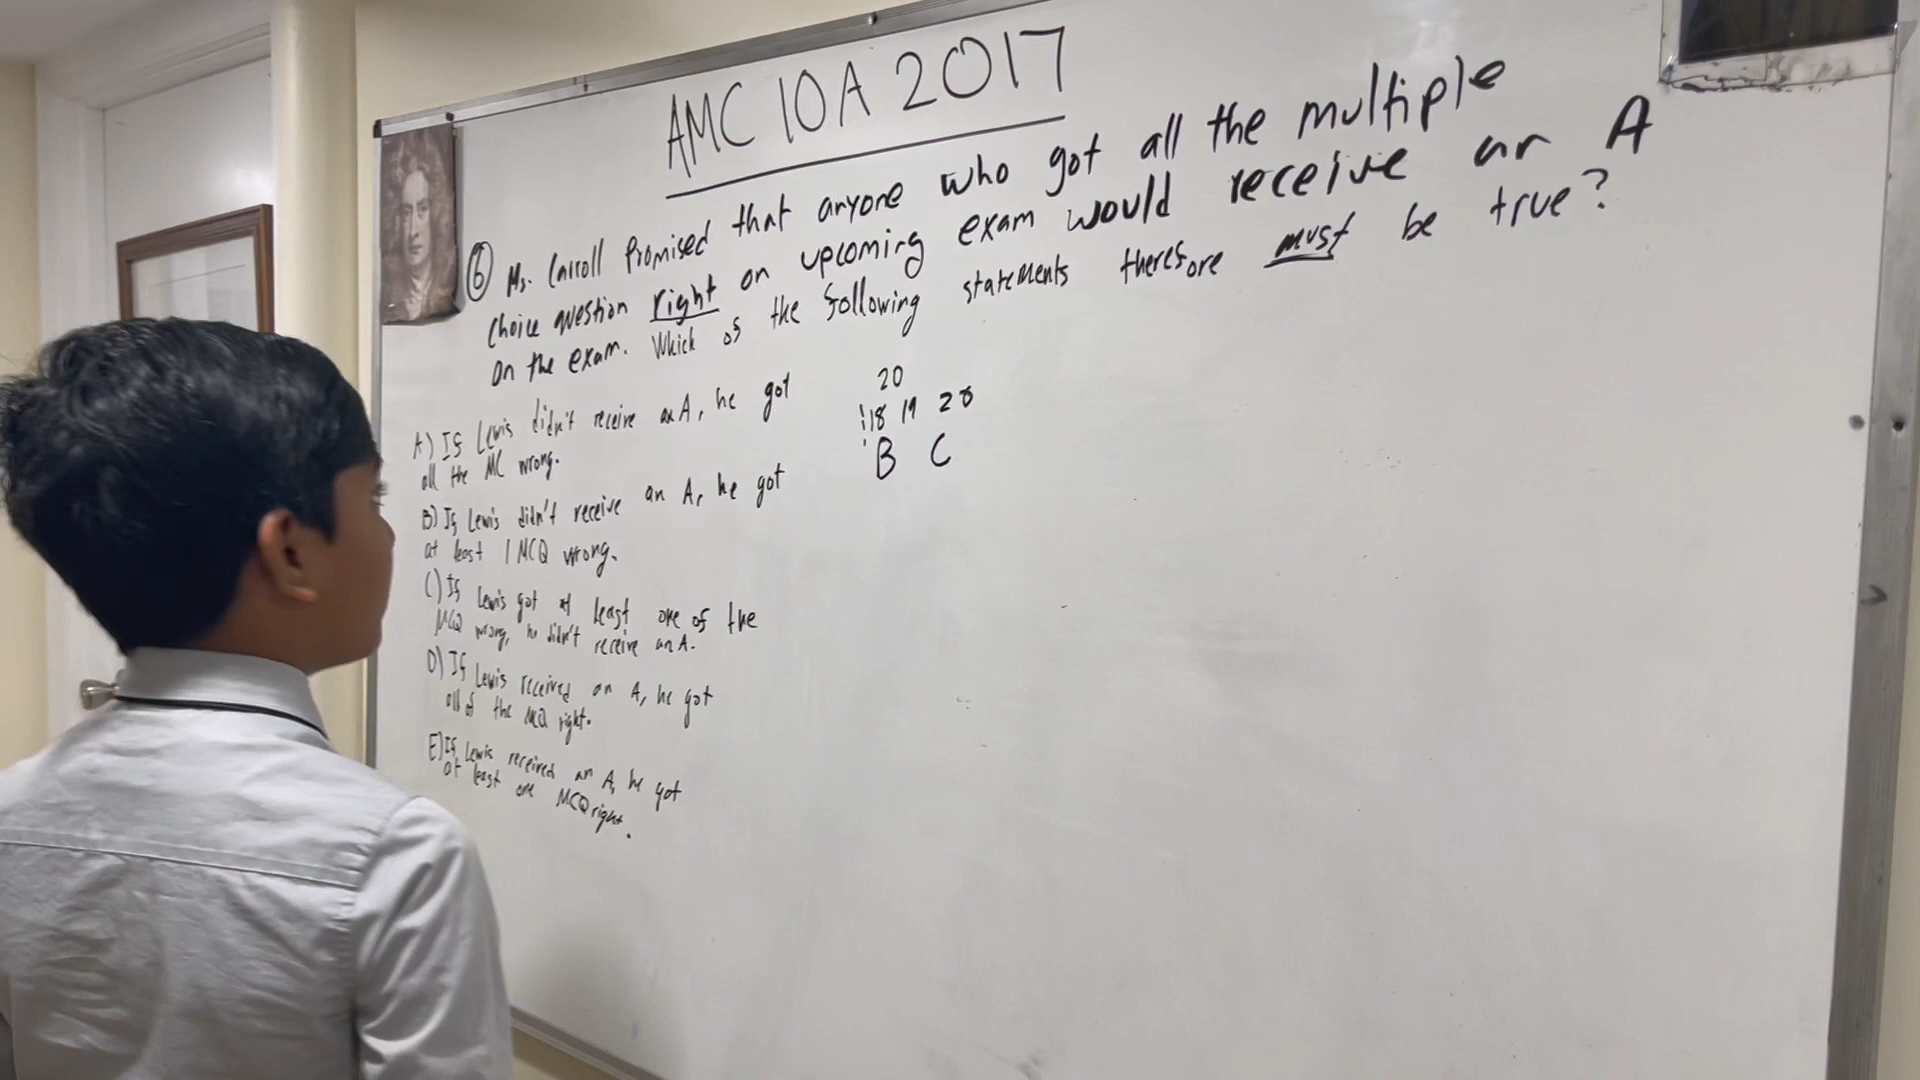 AMC 10A 2017
⑥ Ms. Carroll Promised that anyone who got all the multiple
choice question right on upcoming exam would receive an A
on the exam. Which of the following statements therefore must be true?
A) If Lewis didn't receive an A, he got
all the MC wrong.
B) If Lewis didn't receive an A, he got
at least 1 MCQ wrong.
C) If Lewis got at least one of the
MCQ wrong, he didn't receive an A.
D) If Lewis received an A, he got
all of the MCQ right.
E) If Lewis received an A, he got
at least one MCQ right.
20
18 19 20
B C